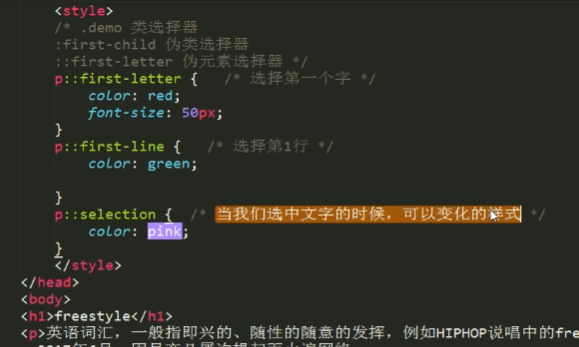 <style>
/* .demo 类选择器
:first-child 伪类选择器
::first-letter 伪元素选择器 */
p::first-letter {   /* 选择第一个字 */
color: red;
font-size: 50px;
}
p::first-line {   /* 选择第1行 */
color: green;
}
p::selection {  /* 当我们选中文字的时候，可以变化的样式 */
color: pink;
}
</style>
</head>
<body>
<h1>freestyle</h1>
<p>英语词汇，一般指即兴的、随性的随意的发挥，例如HIPHOP说唱中的fre